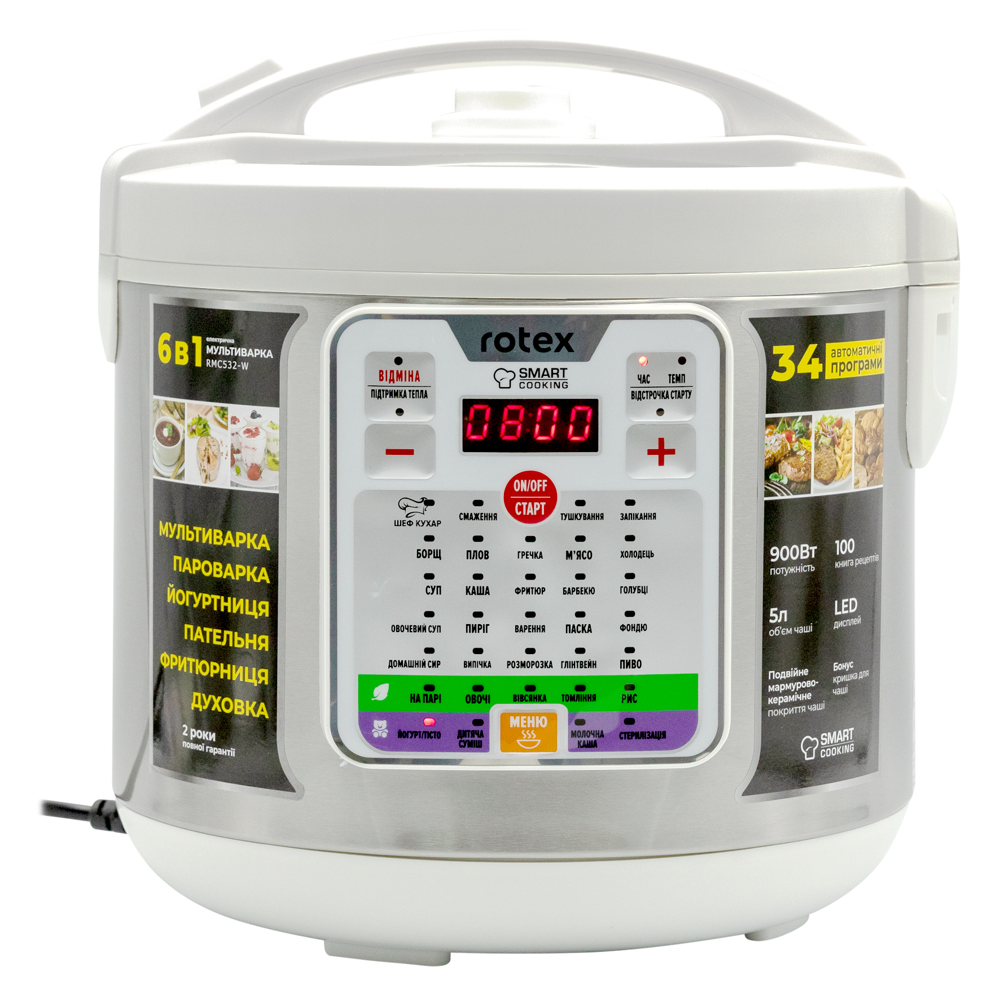 6 в 1
електрична
МУЛЬТИВАРКА
RMC532-W
МУЛЬТИВАРКА
ПАРОВАРКА
ЙОГУРТНИЦЯ
ПАТЕЛЬНЯ
ФРИТЮРНИЦЯ
ДУХОВКА
2 роки
повної гарантії
rotex
SMART
COOKING
ВІДМІНА
ПІДТРИМКА ТЕПЛА
ЧАС ТЕМП
ВІДСТРОЧКА СТАРТУ
08:00
− +
ON/OFF
СТАРТ
ШЕФ КУХАР СМАЖЕННЯ ТУШКУВАННЯ ЗАПІКАННЯ
БОРЩ ПЛОВ ГРЕЧКА М'ЯСО ХОЛОДЕЦЬ
СУП КАША ФРИТЮР БАРБЕКЮ ГОЛУБЦІ
ОВОЧЕВИЙ СУП ПИРІГ ВАРЕННЯ ПАСКА ФОНДЮ
ДОМАШНІЙ СИР ВИПІЧКА РОЗМОРОЗКА ГЛІНТВЕЙН ПИВО
НА ПАРІ ОВОЧІ ВІВСЯНКА ТОМЛІННЯ РИС
ЙОГУРТ/ТІСТО ДИТЯЧА СУМІШ МЕНЮ МОЛОЧНА КАША СТЕРИЛІЗАЦІЯ
34 автоматичні
програми
900Вт
потужність
100
книга рецептів
5л
об'єм чаші
LED
дисплей
Подвійне
мармурово-
керамічне
покриття чаші
Бонус
кришка для
чаші
SMART
COOKING